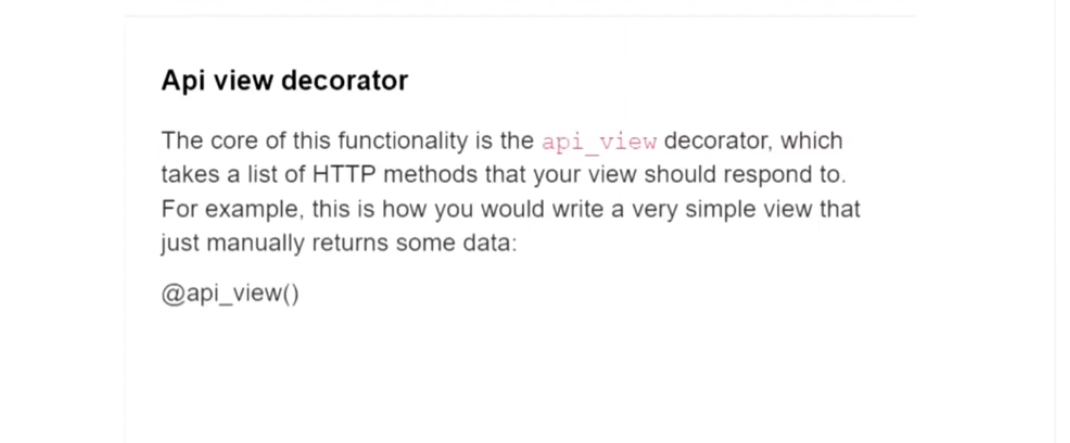 Api view decorator
The core of this functionality is the api_view decorator, which
takes a list of HTTP methods that your view should respond to.
For example, this is how you would write a very simple view that
just manually returns some data:
@api_view()